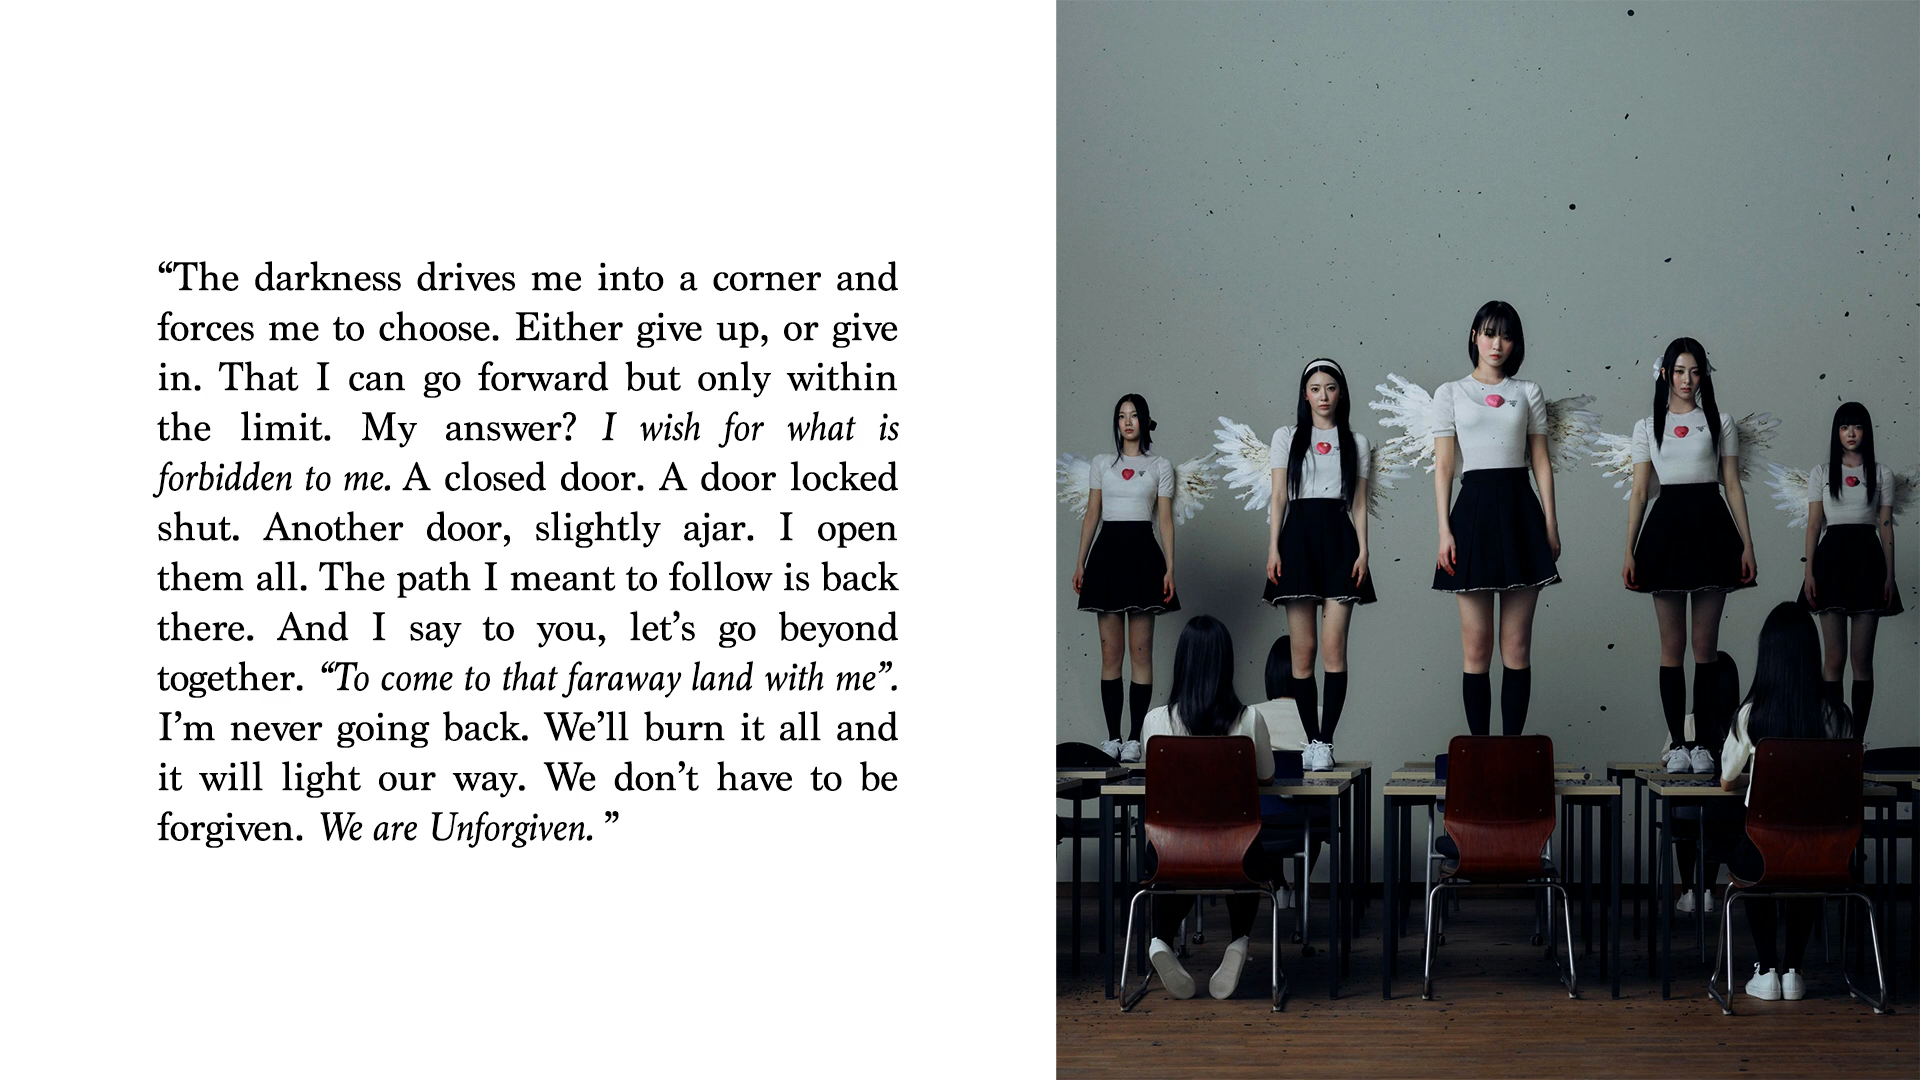 “The darkness drives me into a corner and
forces me to choose. Either give up, or give
in. That I can go forward but only within
the limit. My answer? I wish for what is
forbidden to me. A closed door. A door locked
shut. Another door, slightly ajar. I open
them all. The path I meant to follow is back
there. And I say to you, let’s go beyond
together. “To come to that faraway land with me”.
I’m never going back. We’ll burn it all and
it will light our way. We don’t have to be
forgiven. We are Unforgiven. ”